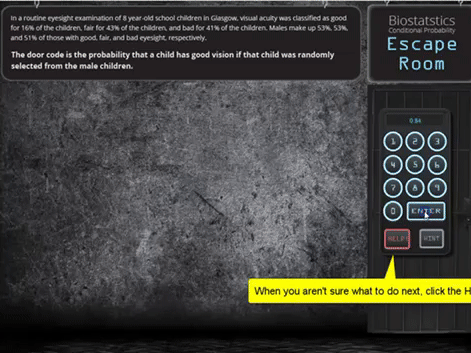 In a routine eyesight examination of 8 year-old school children in Glasgow, visual acuity was classified as good
for 16% of the children, fair for 43% of the children, and bad for 41% of the children. Males make up 53%, 53%,
and 51% of those with good, fair, and bad eyesight, respectively.
The door code is the probability that a child has good vision if that child was randomly
selected from the male children.
Biostatistics
Conditional Probability
Escape
Room
0.84
1 2 3
4 5 6
7 8 9
0 ENTER
HELP! HINT
When you aren't sure what to do next, click the H